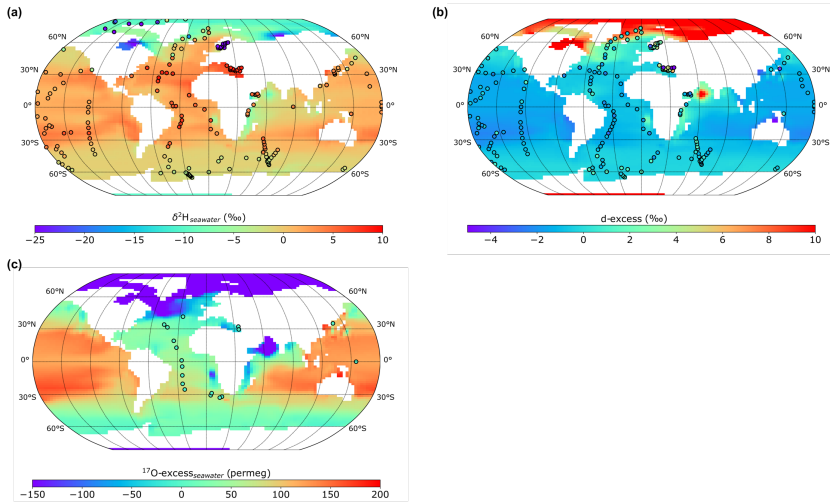 (a)
60°N
60°N
30°N
30°N
0°
0°
30°S
30°S
60°S
60°S
δ²H_seawater (‰)
−25 −20 −15 −10 −5 0 5 10
(b)
60°N
60°N
30°N
30°N
0°
0°
30°S
30°S
60°S
60°S
d-excess (‰)
−4 −2 0 2 4 6 8 10
(c)
60°N
60°N
30°N
30°N
0°
0°
30°S
30°S
60°S
60°S
¹⁷O-excess_seawater (permeg)
−150 −100 −50 0 50 100 150 200